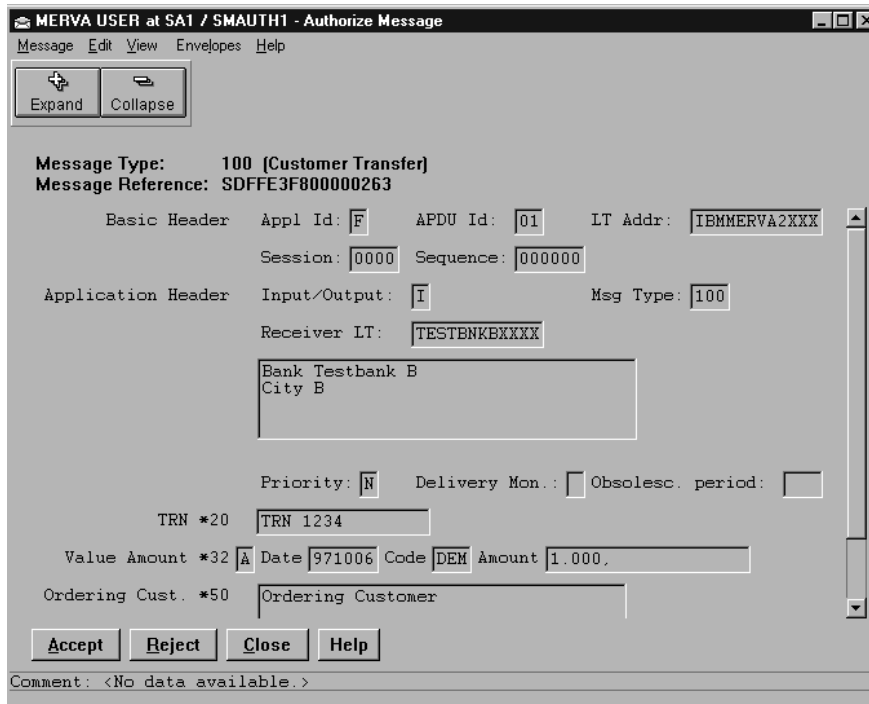 MERVA USER at SA1 / SMAUTH1 - Authorize Message
Message Edit View Envelopes Help
Expand Collapse
Message Type: 100 (Customer Transfer)
Message Reference: SDFFE3F800000263
Basic Header Appl Id: F APDU Id: 01 LT Addr: IBMMERVA2XXX
Session: 0000 Sequence: 000000
Application Header Input/Output: I Msg Type: 100
Receiver LT: TESTBNKBXXXX
Bank Testbank B
City B
Priority: N Delivery Mon.: Obsolesc. period:
TRN *20 TRN 1234
Value Amount *32 A Date 971006 Code DEM Amount 1.000,
Ordering Cust. *50 Ordering Customer
Accept Reject Close Help
Comment: <No data available.>